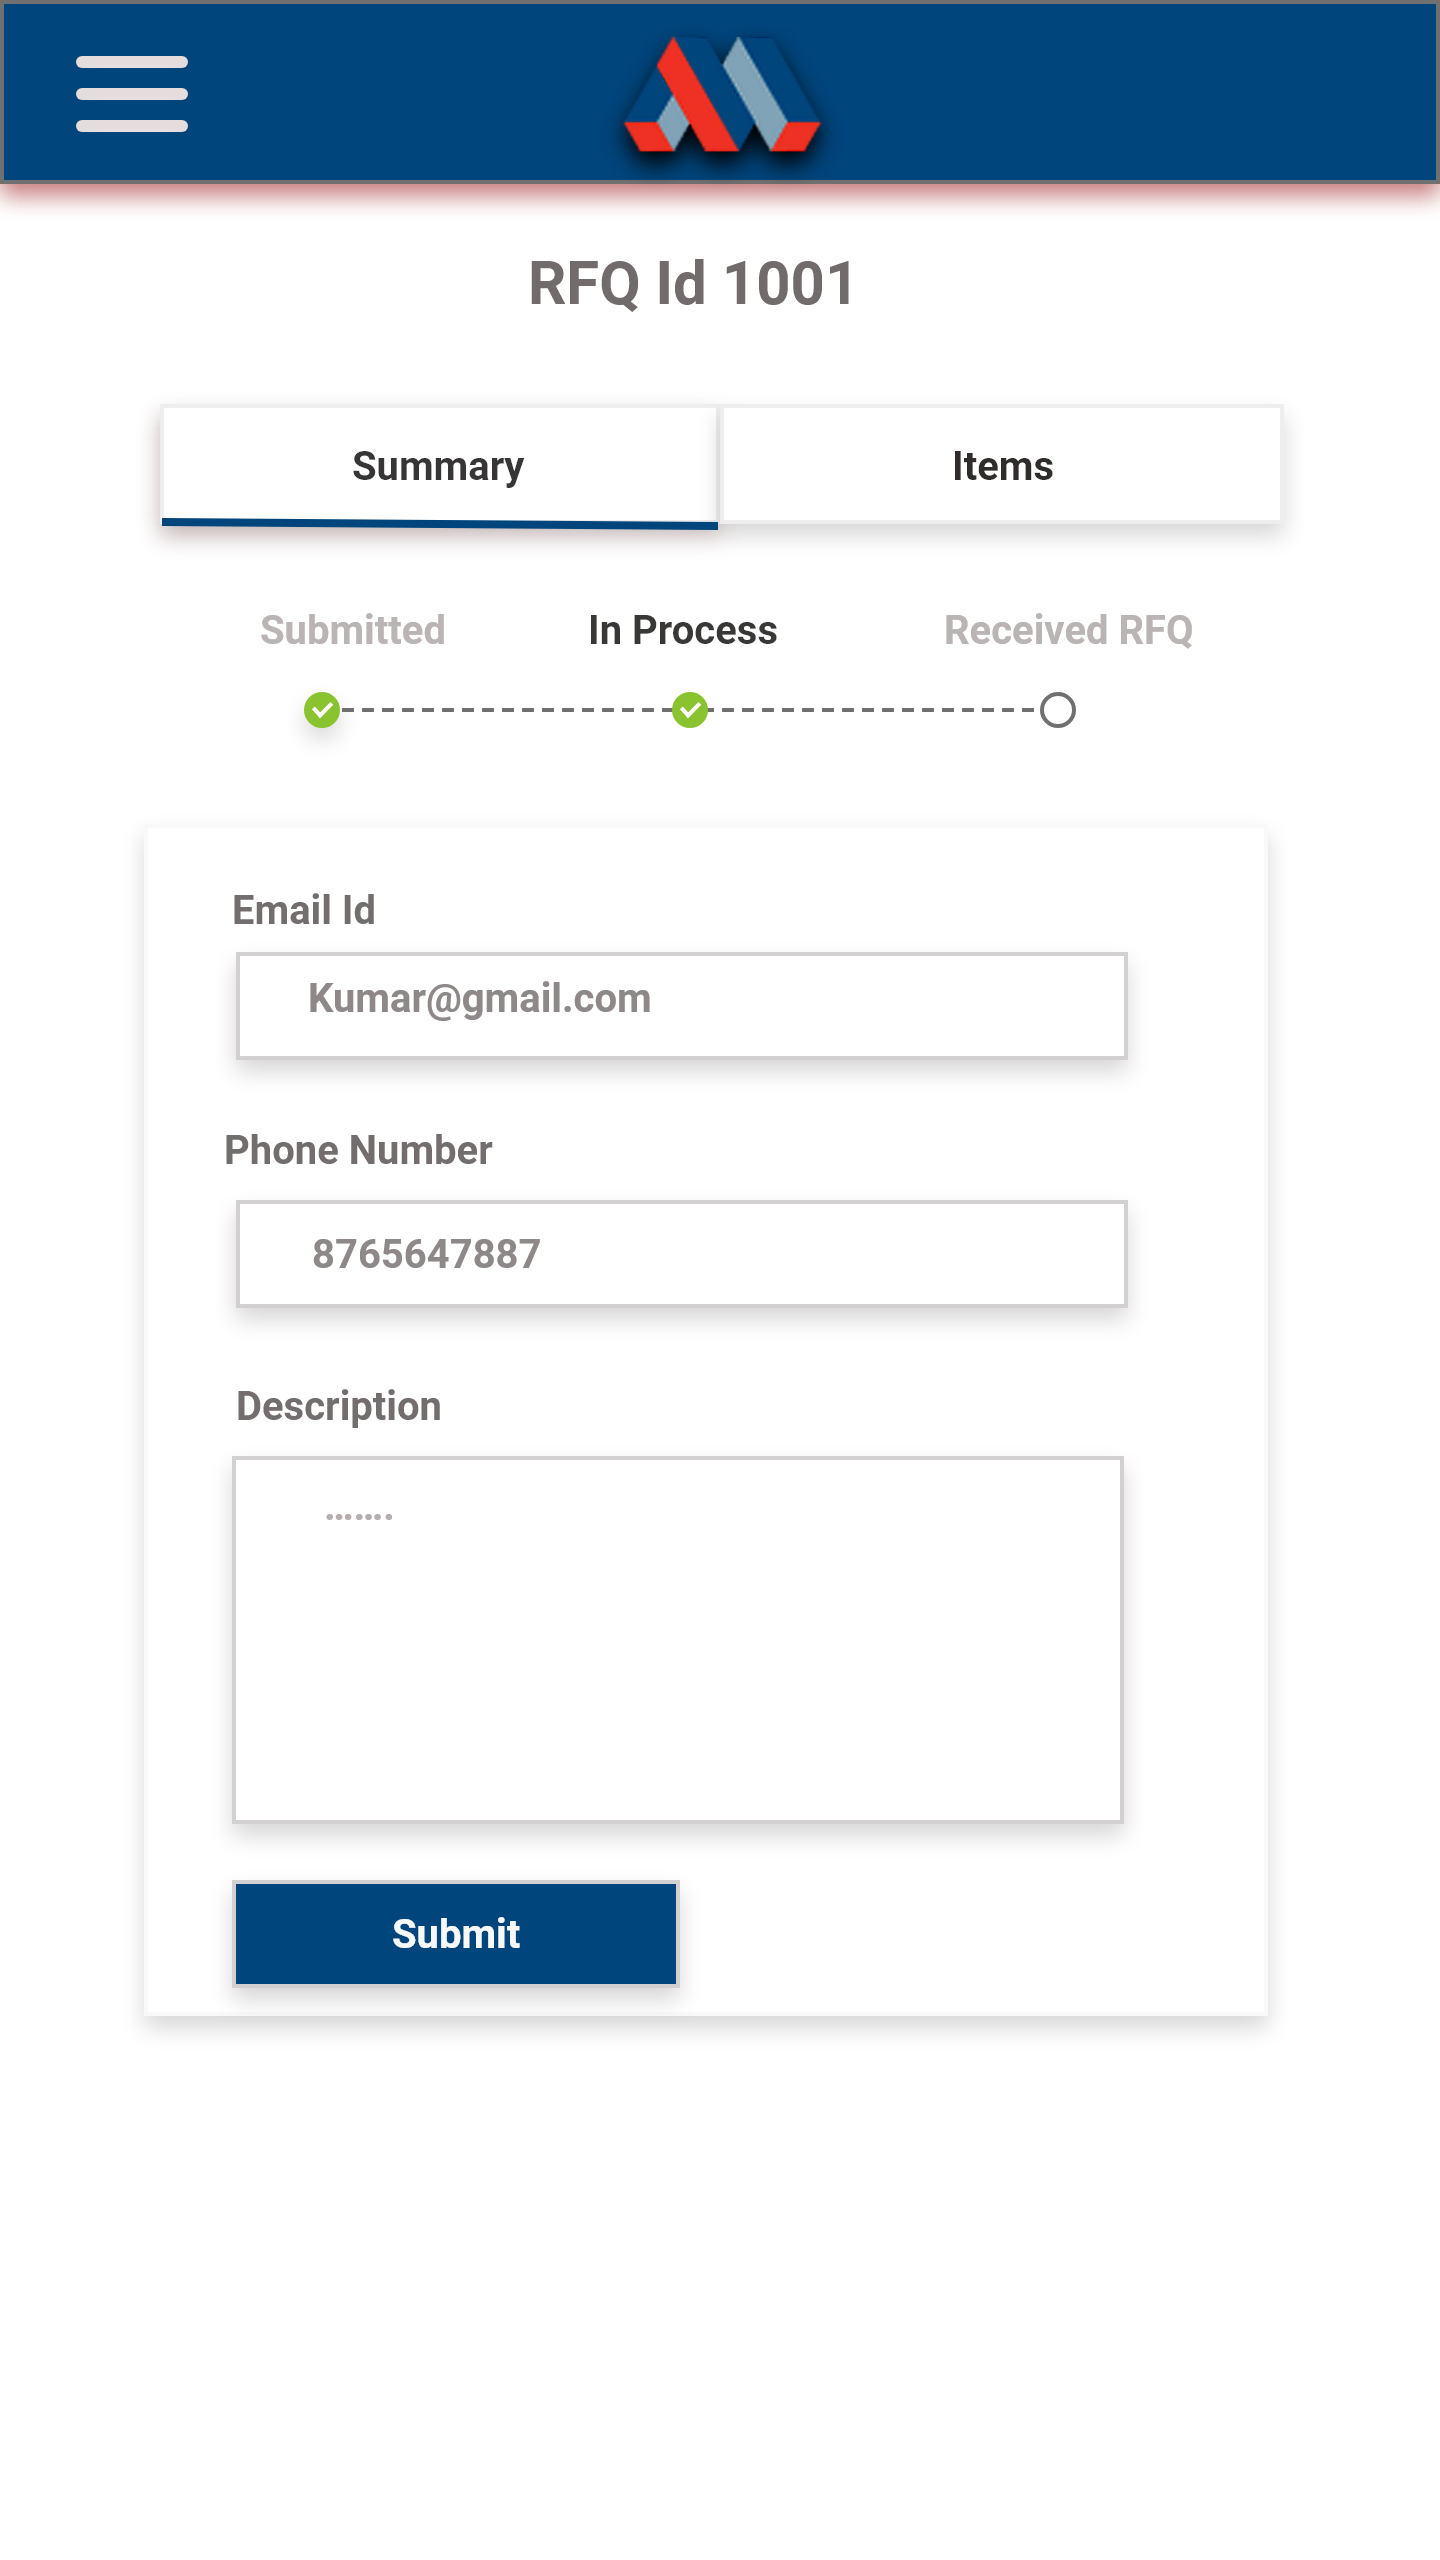 RFQ Id 1001
Summary Items
Submitted In Process Received RFQ
Email Id
Kumar@gmail.com
Phone Number
8765647887
Description
.......
Submit